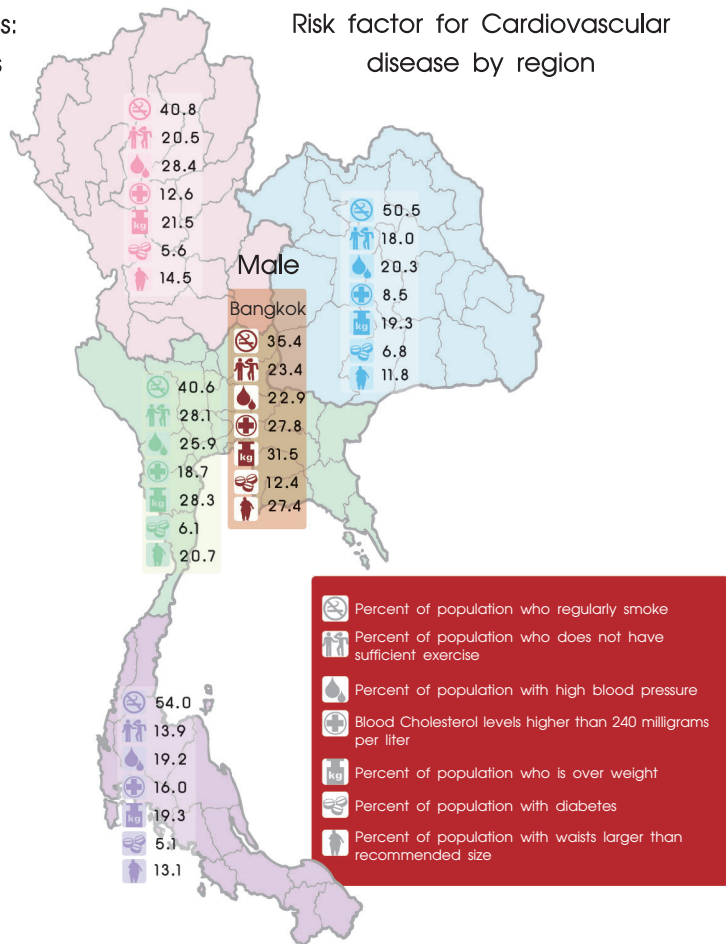 s:
s
Risk factor for Cardiovascular
disease by region
40.8
20.5
28.4
12.6
kg 21.5
5.6
14.5
50.5
18.0
20.3
8.5
kg 19.3
6.8
11.8
Male
Bangkok
35.4
23.4
22.9
27.8
kg 31.5
12.4
27.4
40.6
28.1
25.9
18.7
kg 28.3
6.1
20.7
54.0
13.9
19.2
16.0
kg 19.3
5.1
13.1
Percent of population who regularly smoke
Percent of population who does not have
sufficient exercise
Percent of population with high blood pressure
Blood Cholesterol levels higher than 240 milligrams
per liter
kg Percent of population who is over weight
Percent of population with diabetes
Percent of population with waists larger than
recommended size